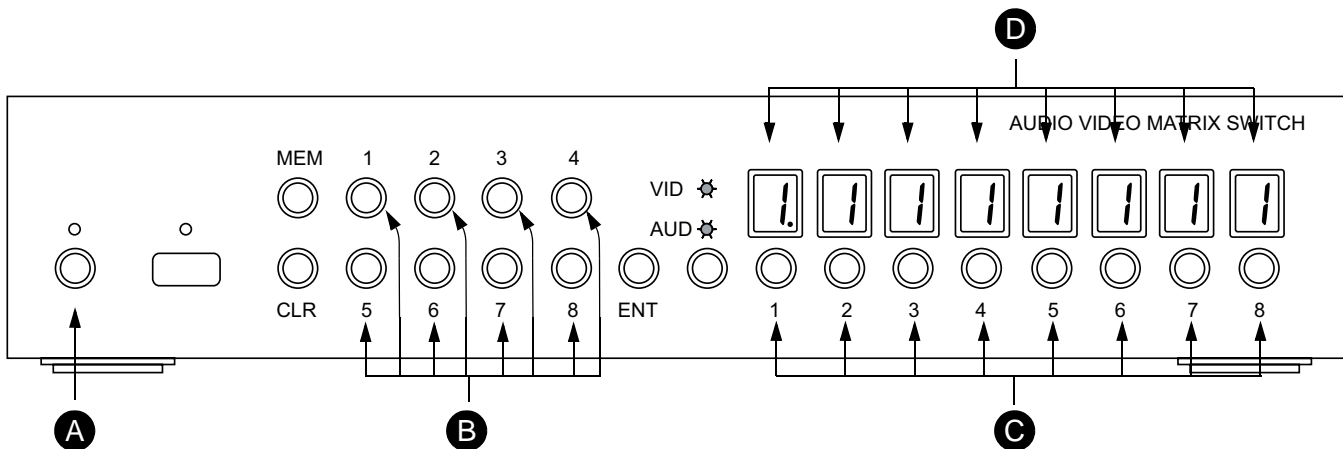 D
AUDIO VIDEO MATRIX SWITCH
MEM 1 2 3 4
VID 1. 1 1 1 1 1 1 1
AUD
CLR 5 6 7 8 ENT 1 2 3 4 5 6 7 8
A B C